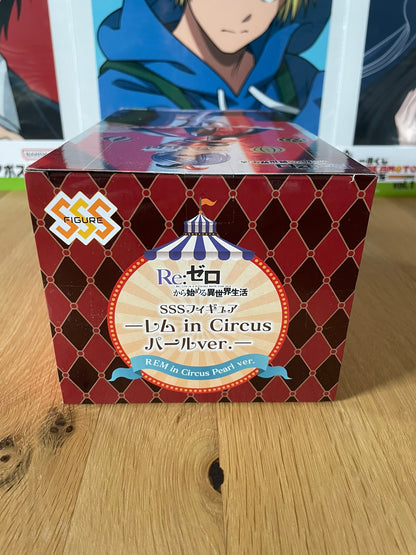 SSS
FIGURE
Re:ゼロ
から始める異世界生活
SSSフィギュア
―レム in Circus
パールver.―
REM in Circus Pearl ver.